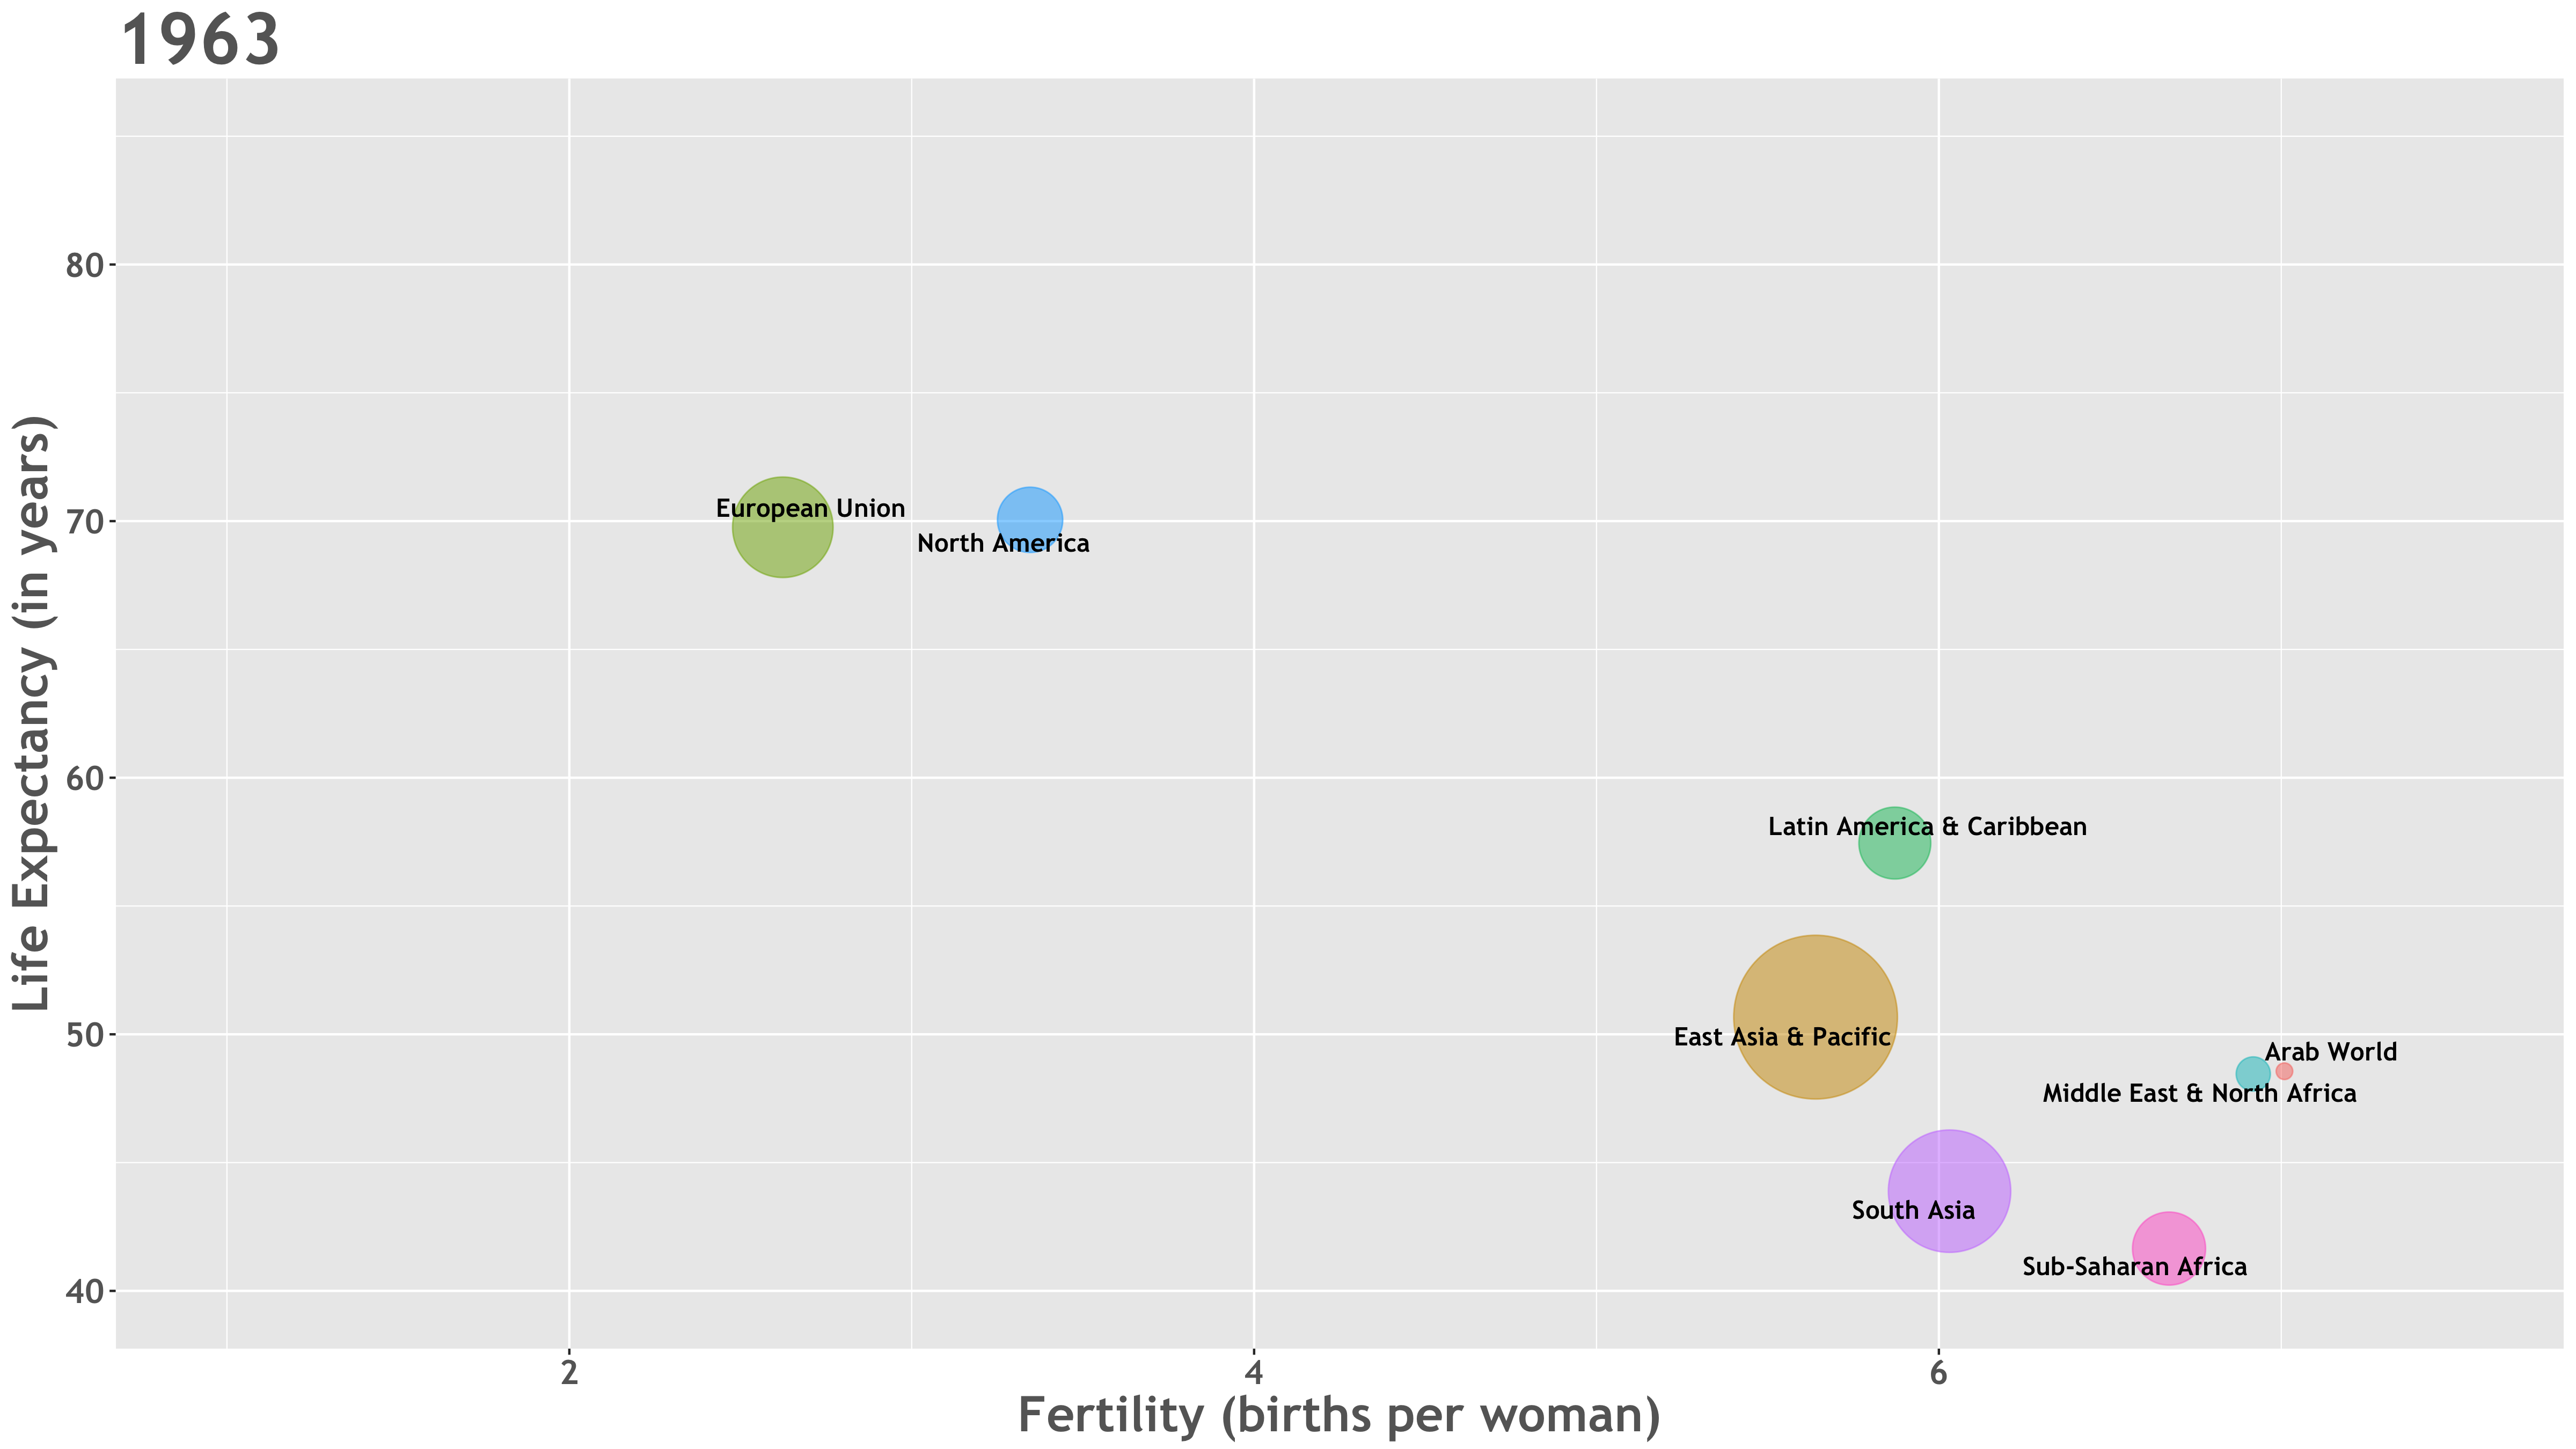 1963
80
70
60
50
40
Life Expectancy (in years)
European Union
North America
Latin America & Caribbean
East Asia & Pacific
Arab World
Middle East & North Africa
South Asia
Sub-Saharan Africa
2
4
6
Fertility (births per woman)